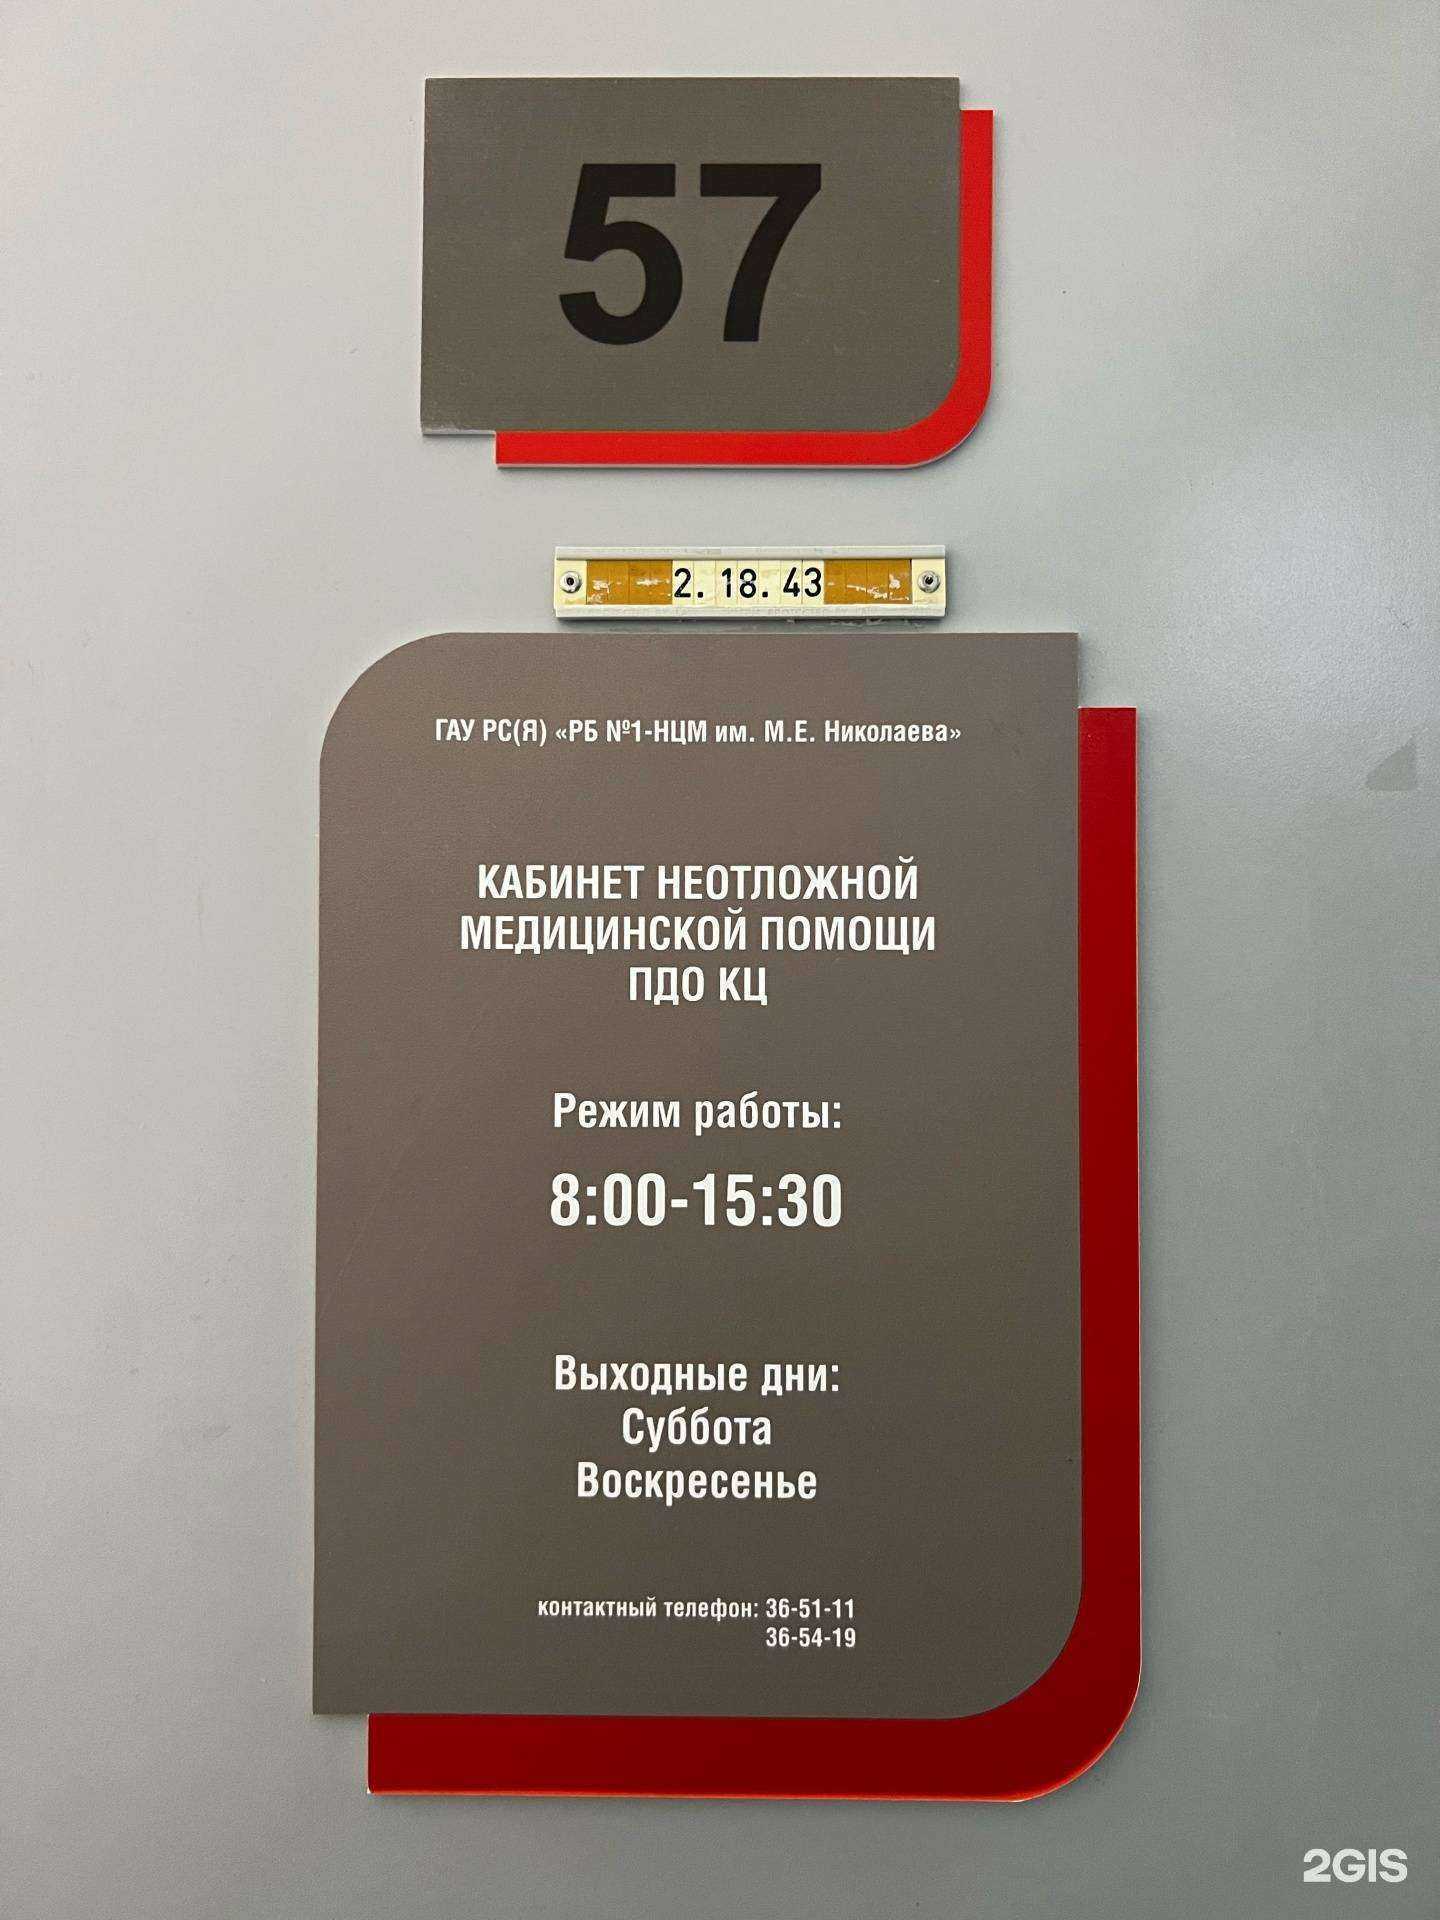 57
2. 18. 43
ГАУ РС(Я) «РБ №1-НЦМ им. М.Е. Николаева»
КАБИНЕТ НЕОТЛОЖНОЙ
МЕДИЦИНСКОЙ ПОМОЩИ
ПДО КЦ
Режим работы:
8:00-15:30
Выходные дни:
Суббота
Воскресенье
контактный телефон: 36-51-11
36-54-19
2GIS